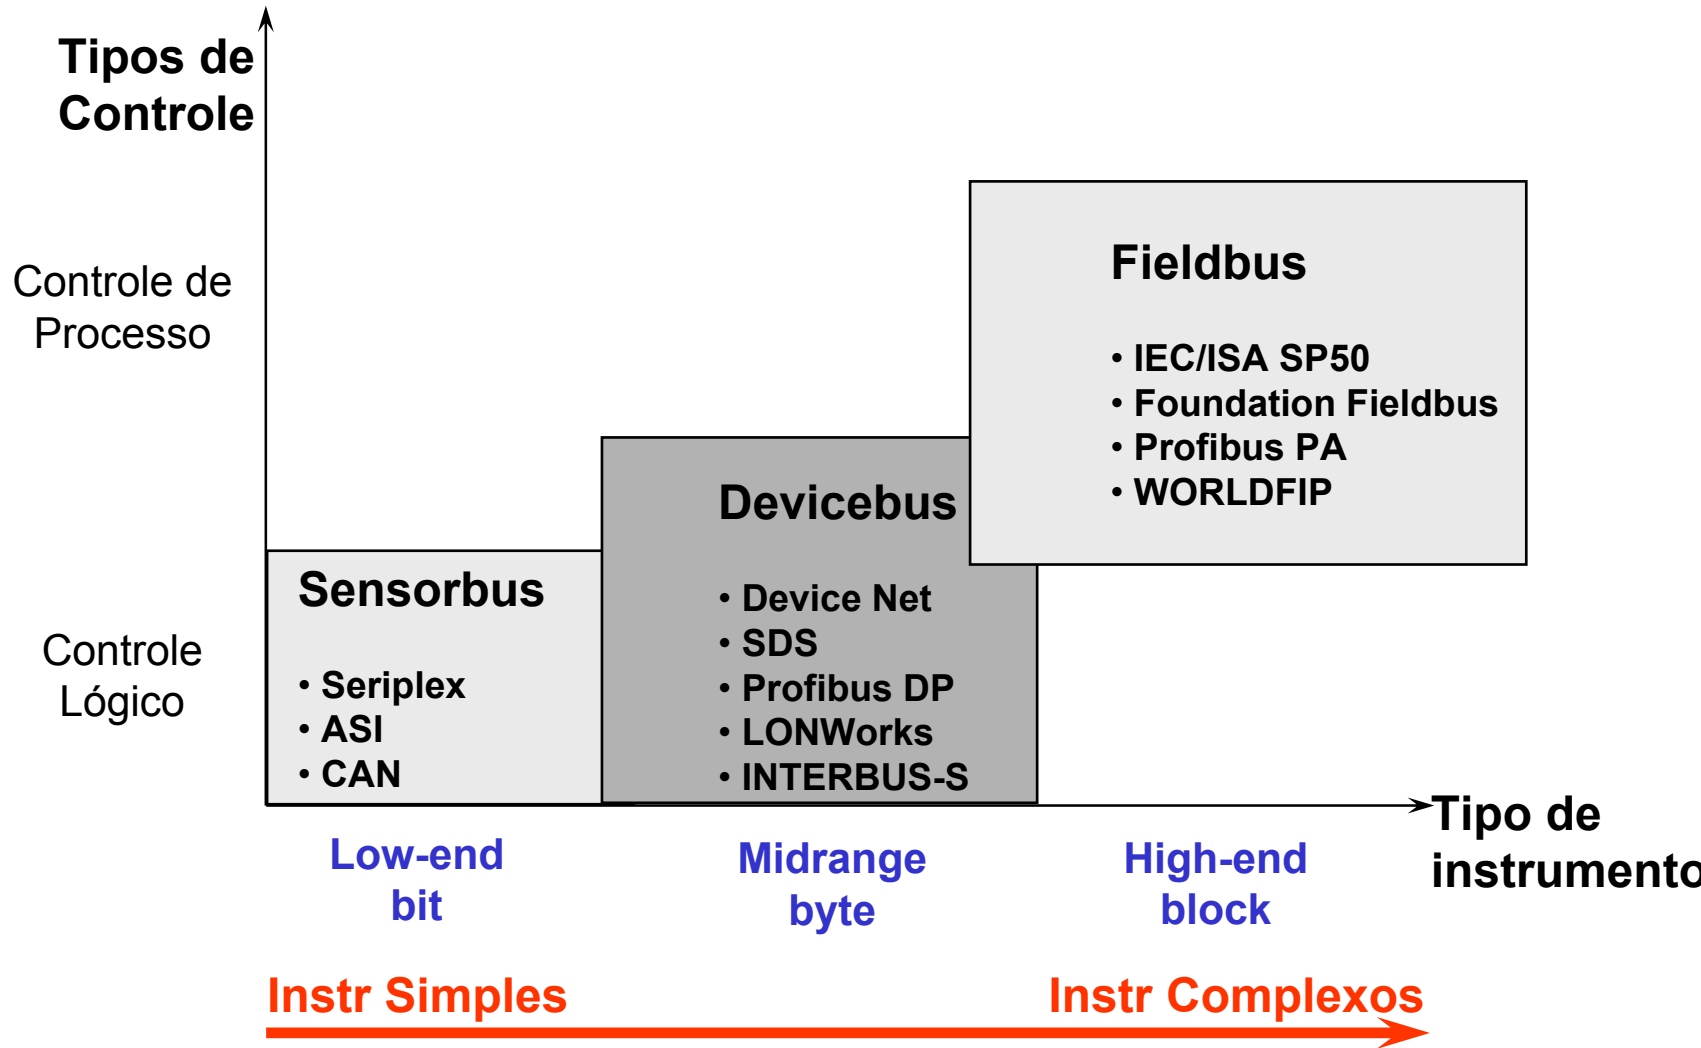 Tipos de
Controle
Controle de
Processo
Fieldbus
• IEC/ISA SP50
• Foundation Fieldbus
• Profibus PA
• WORLDFIP
Devicebus
• Device Net
• SDS
• Profibus DP
• LONWorks
• INTERBUS-S
Sensorbus
• Seriplex
• ASI
• CAN
Controle
Lógico
Tipo de
instrumento
Low-end
bit
Midrange
byte
High-end
block
Instr Simples
Instr Complexos